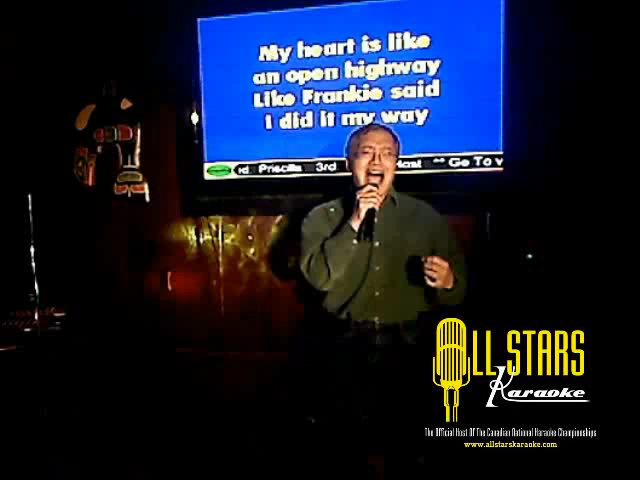 My heart is like
an open highway
Like Frankie said
I did it my way
Priscilla 3rd Host ^^ Go To
ALL STARS
Karaoke
The Official Host Of The Canadian National Karaoke Championships
www.allstarskaraoke.com